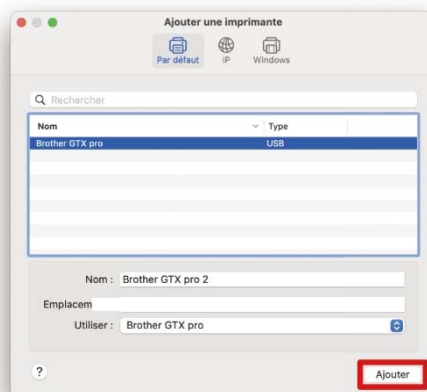 Ajouter une imprimante
Par défaut IP Windows
Rechercher
Nom Type
Brother GTX pro USB
Nom : Brother GTX pro 2
Emplacem
Utiliser : Brother GTX pro
? Ajouter